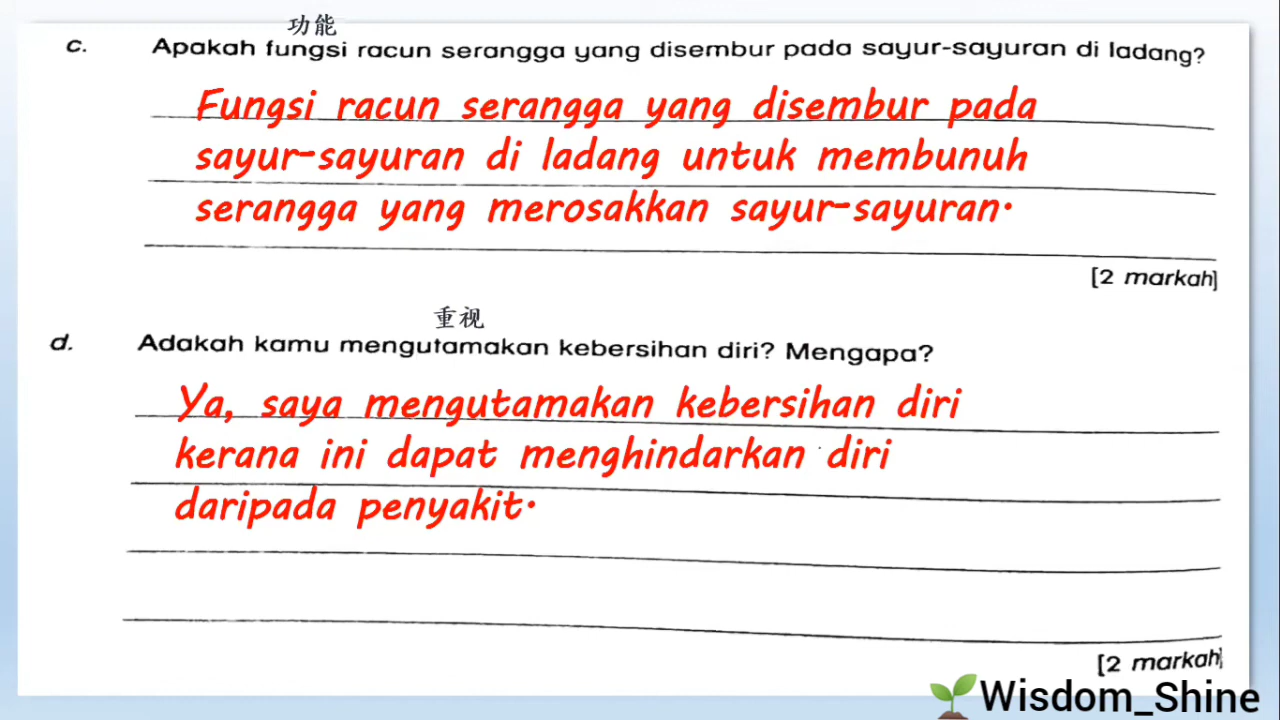 功能
c. Apakah fungsi racun serangga yang disembur pada sayur-sayuran di ladang?
Fungsi racun serangga yang disembur pada
sayur-sayuran di ladang untuk membunuh
serangga yang merosakkan sayur-sayuran.
[2 markah]
重视
d. Adakah kamu mengutamakan kebersihan diri? Mengapa?
Ya, saya mengutamakan kebersihan diri
kerana ini dapat menghindarkan diri
daripada penyakit.
[2 markah]
Wisdom_Shine